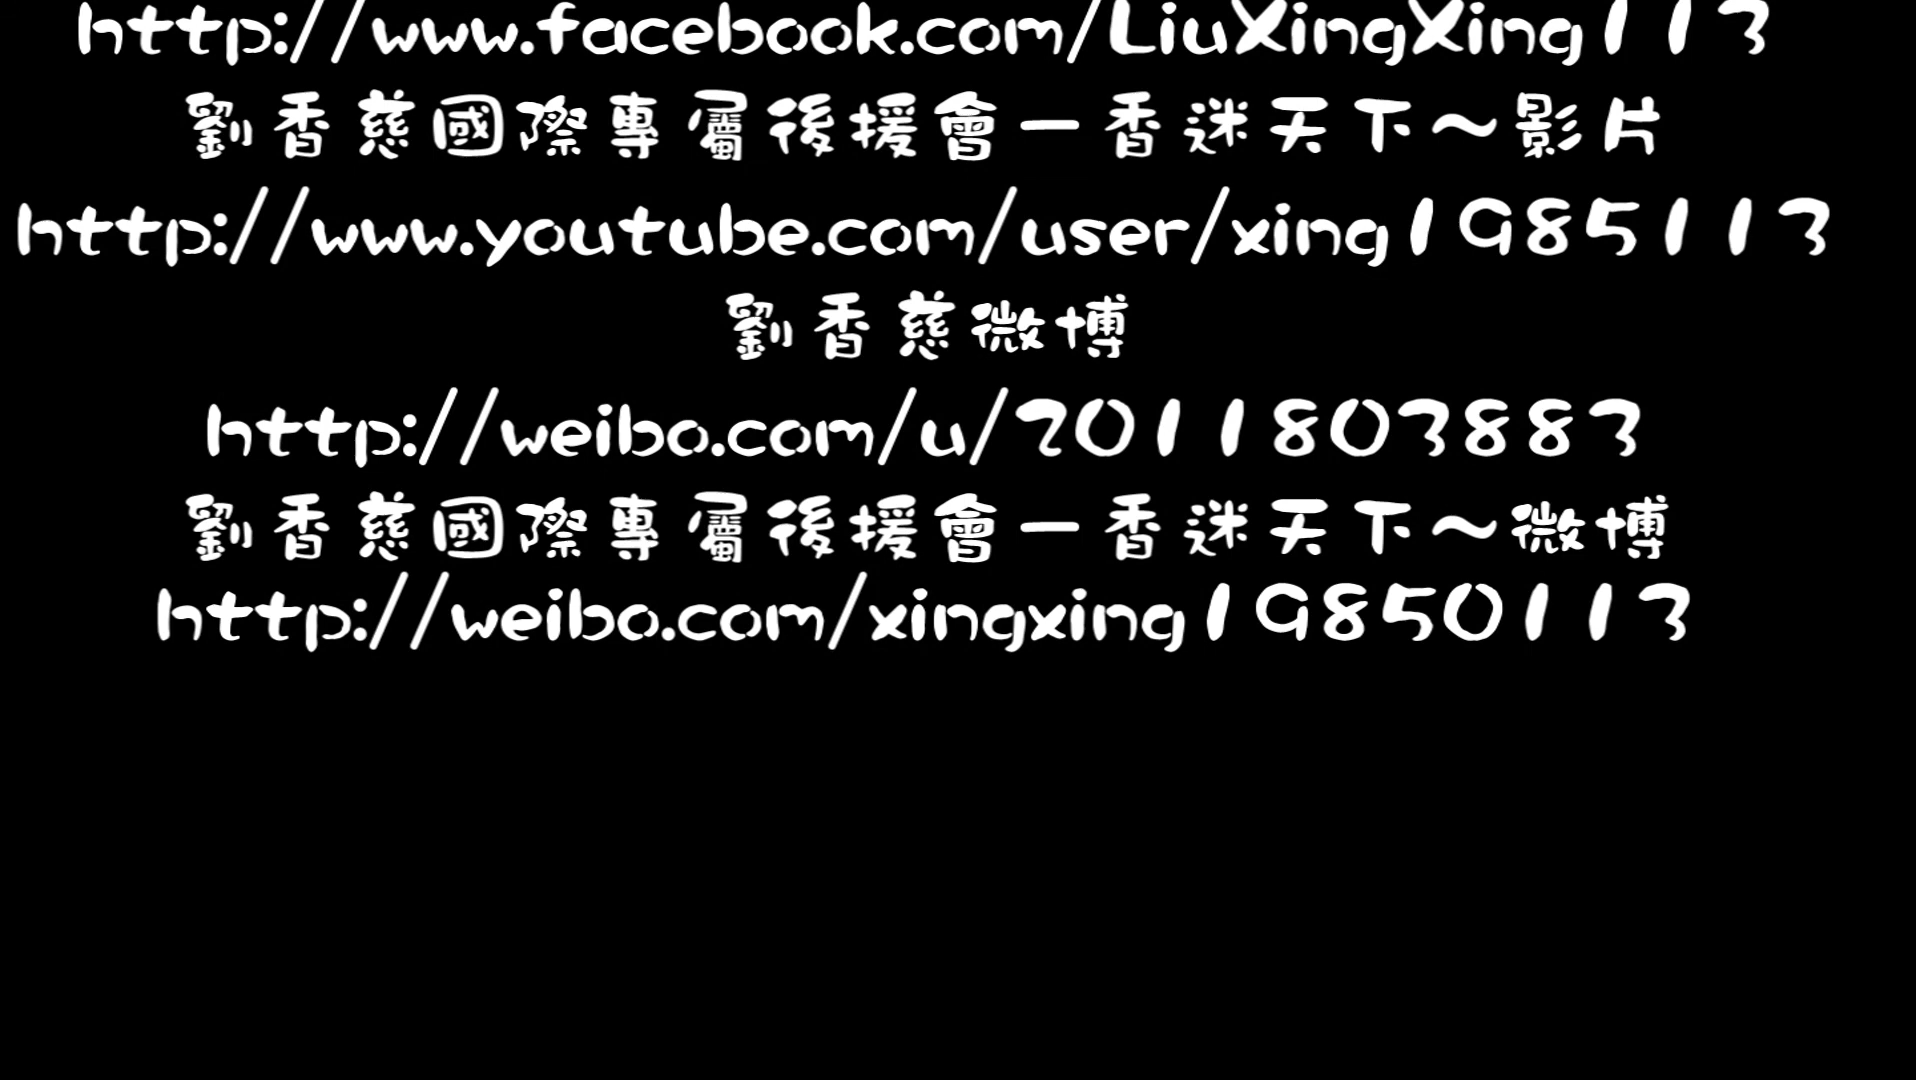 http://www.facebook.com/LiuXingXing113
劉香慈國際專屬後援會一香迷天下～影片
http://www.youtube.com/user/xing1985113
劉香慈微博
http://weibo.com/u/2011803883
劉香慈國際專屬後援會一香迷天下～微博
http://weibo.com/xingxing19850113